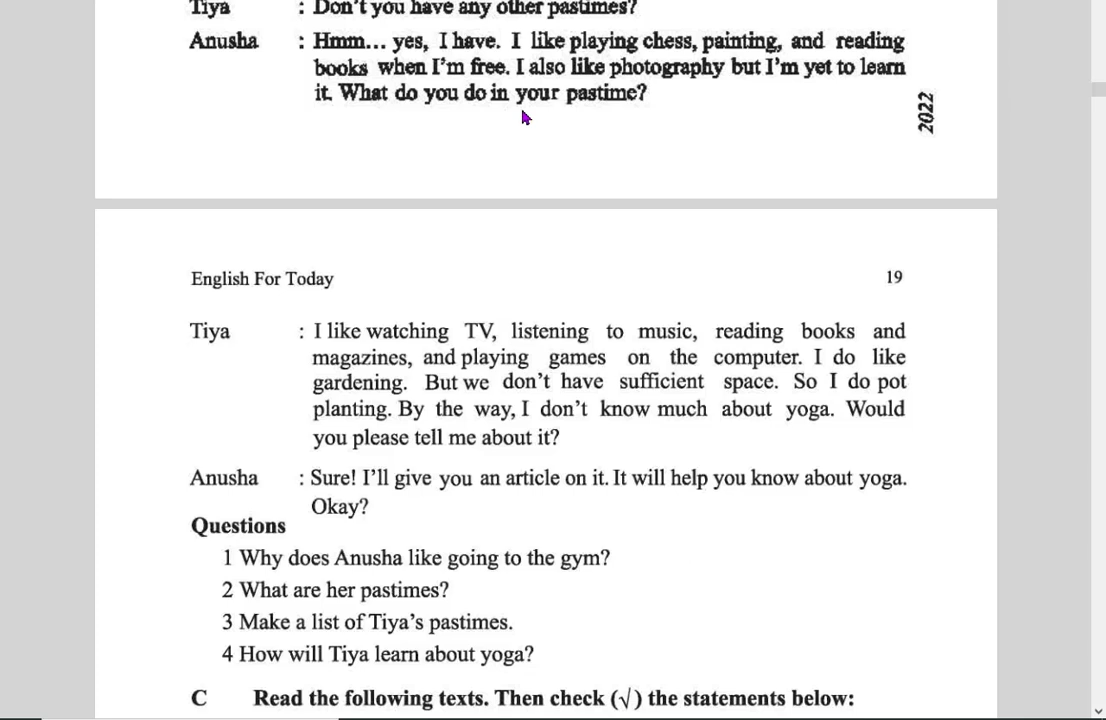 Tiya : Don't you have any other pastimes?
Anusha : Hmm... yes, I have. I like playing chess, painting, and reading
books when I'm free. I also like photography but I'm yet to learn
it. What do you do in your pastime?
2022
English For Today 19
Tiya : I like watching TV, listening to music, reading books and
magazines, and playing games on the computer. I do like
gardening. But we don't have sufficient space. So I do pot
planting. By the way, I don't know much about yoga. Would
you please tell me about it?
Anusha : Sure! I'll give you an article on it. It will help you know about yoga.
Okay?
Questions
1 Why does Anusha like going to the gym?
2 What are her pastimes?
3 Make a list of Tiya's pastimes.
4 How will Tiya learn about yoga?
C Read the following texts. Then check (√) the statements below: